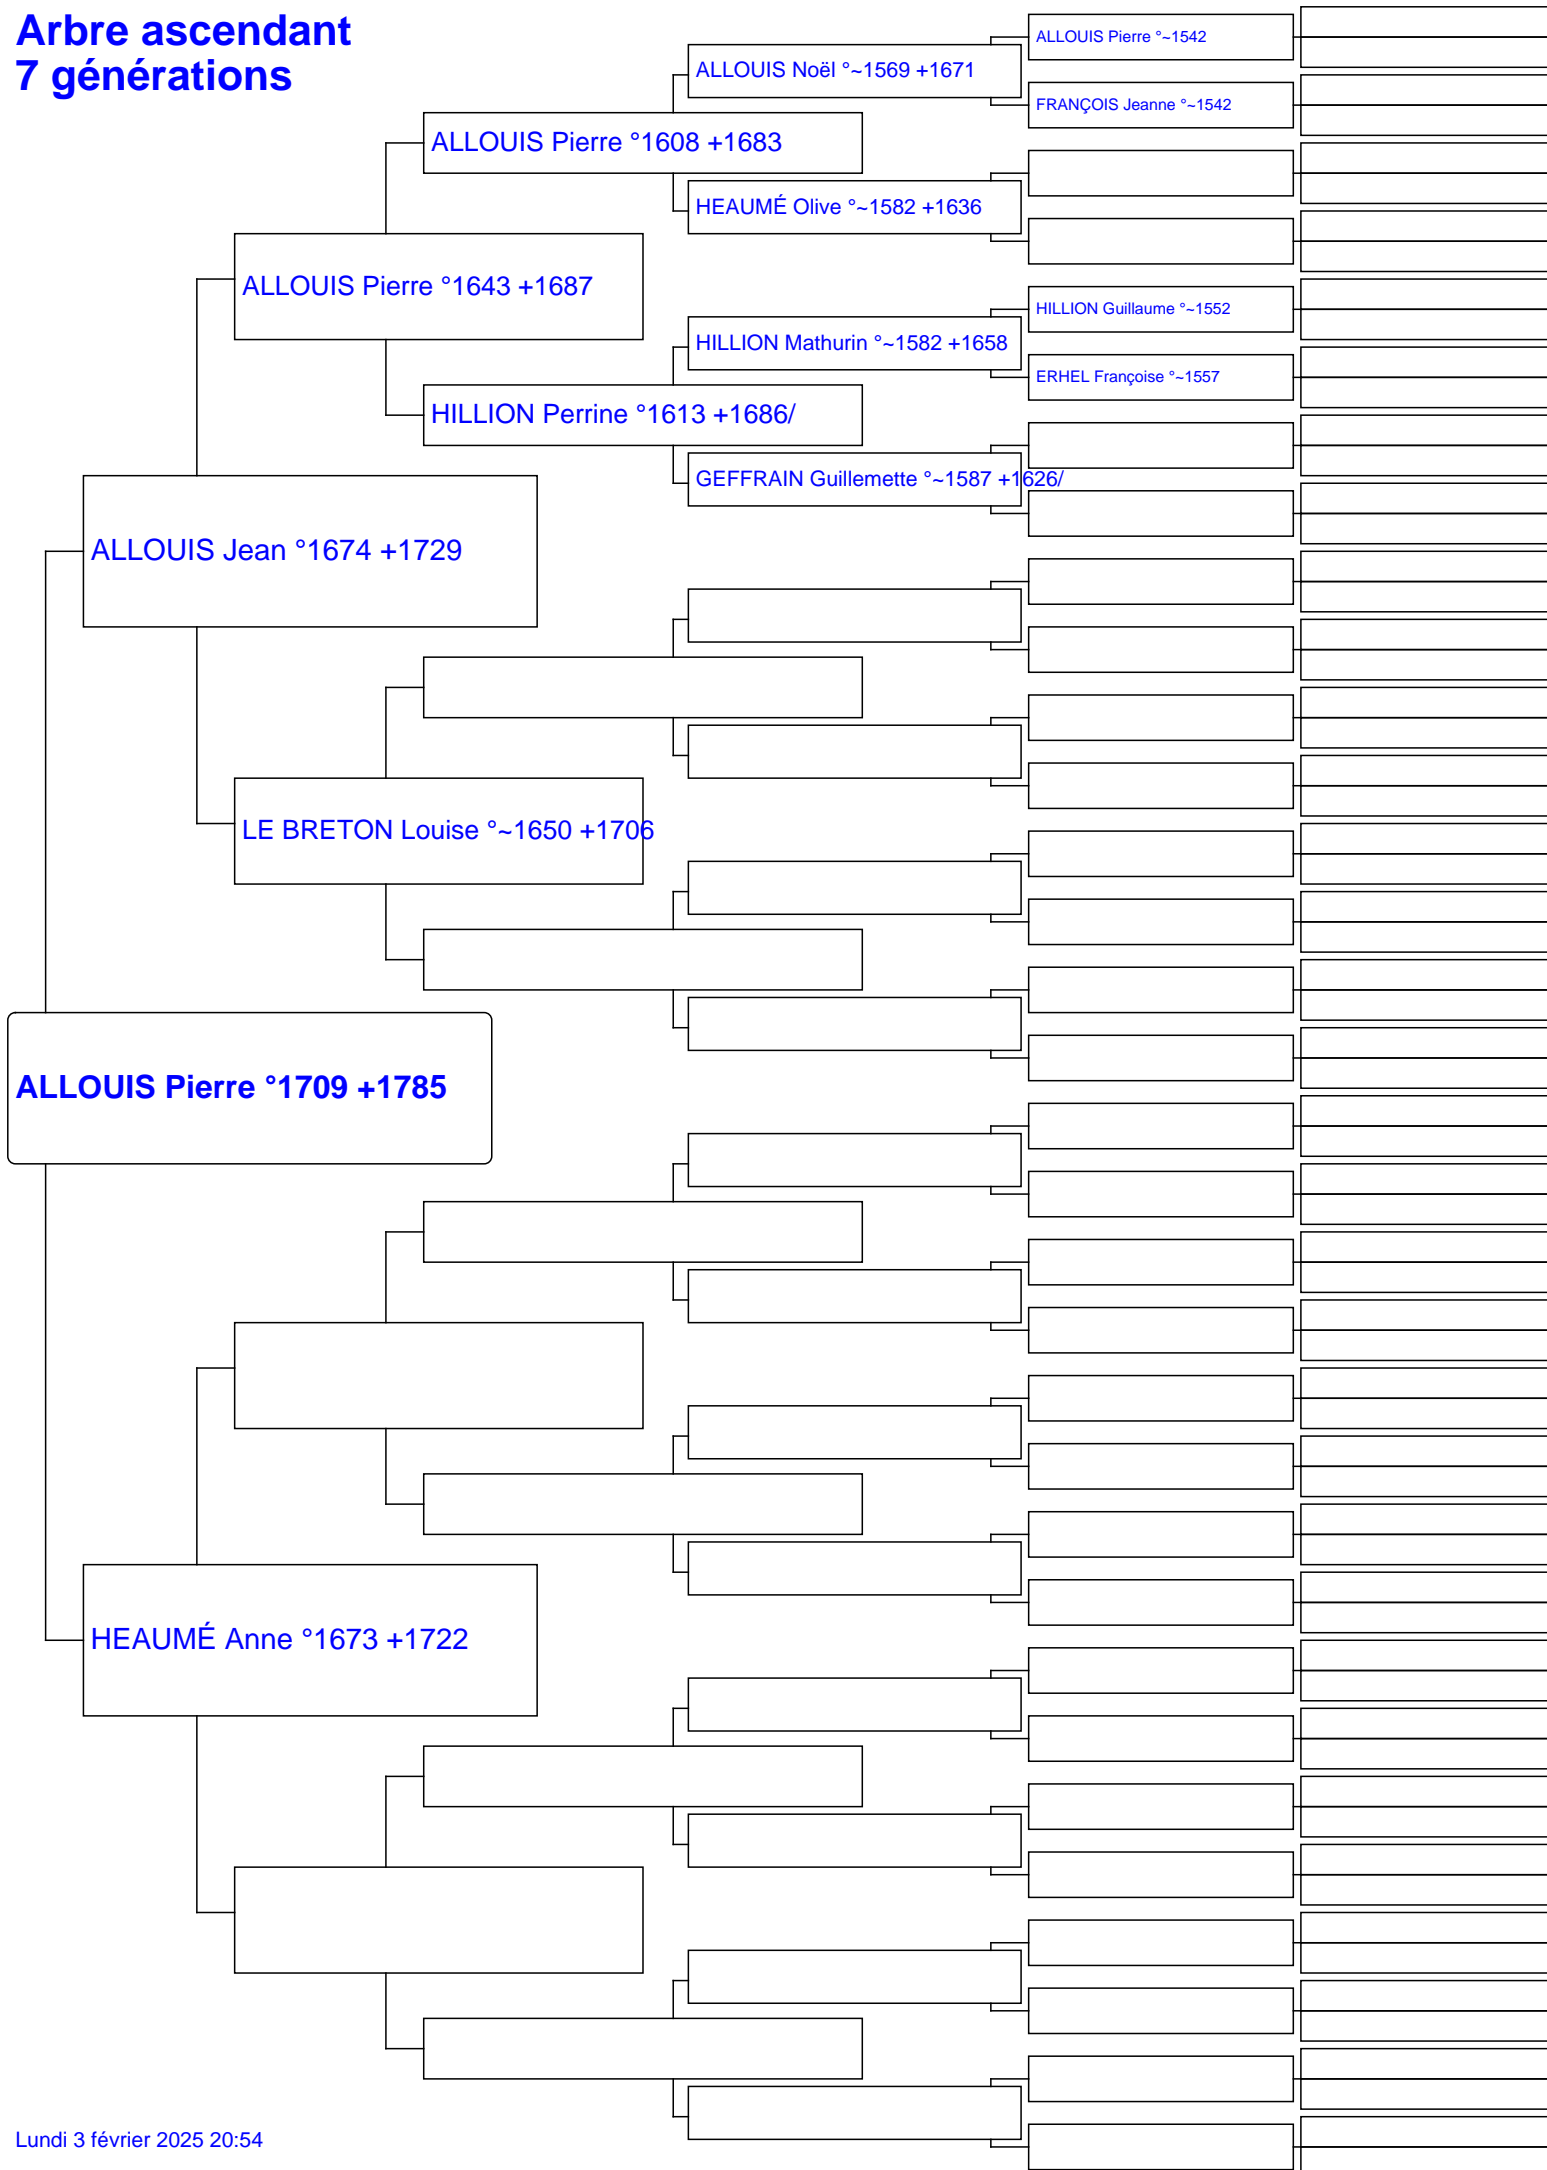 Arbre ascendant
7 générations
ALLOUIS Pierre °~1542
ALLOUIS Noël °~1569 +1671
FRANÇOIS Jeanne °~1542
ALLOUIS Pierre °1608 +1683
HEAUMÉ Olive °~1582 +1636
ALLOUIS Pierre °1643 +1687
HILLION Guillaume °~1552
HILLION Mathurin °~1582 +1658
ERHEL Françoise °~1557
HILLION Perrine °1613 +1686/
GEFFRAIN Guillemette °~1587 +1626/
ALLOUIS Jean °1674 +1729
LE BRETON Louise °~1650 +1706
ALLOUIS Pierre °1709 +1785
HEAUMÉ Anne °1673 +1722
Lundi 3 février 2025 20:54